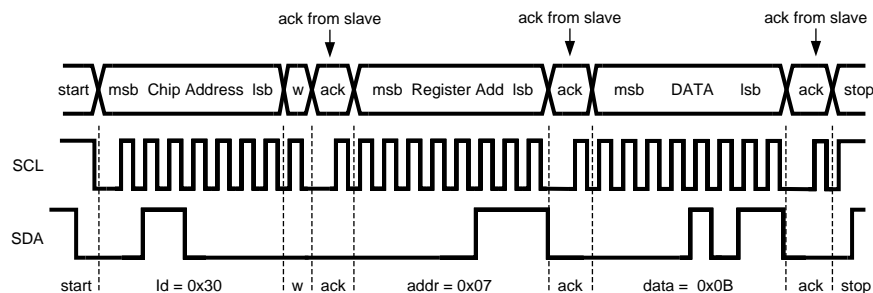 ack from slave ack from slave ack from slave
start msb Chip Address lsb w ack msb Register Add lsb ack msb DATA lsb ack stop
SCL
SDA
start Id = 0x30 w ack addr = 0x07 ack data = 0x0B ack stop